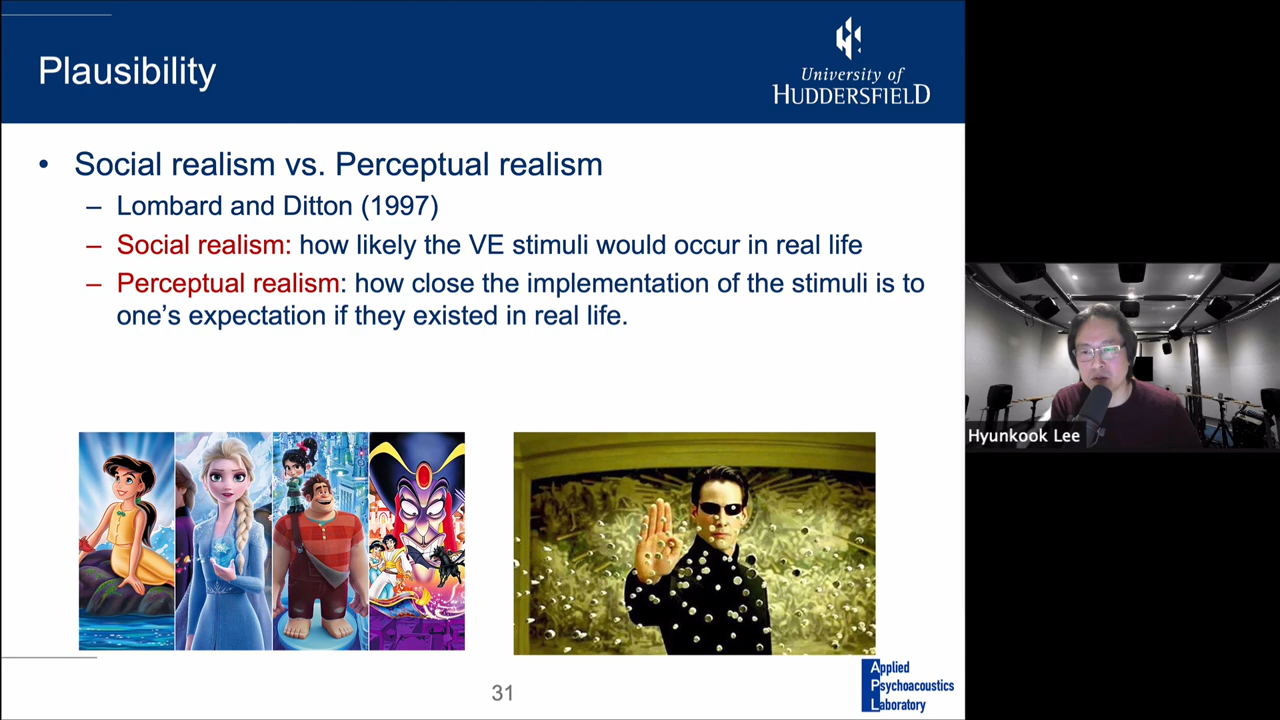 Plausibility
University of
HUDDERSFIELD
• Social realism vs. Perceptual realism
– Lombard and Ditton (1997)
– Social realism: how likely the VE stimuli would occur in real life
– Perceptual realism: how close the implementation of the stimuli is to
one’s expectation if they existed in real life.
Hyunkook Lee
31
Applied
Psychoacoustics
Laboratory